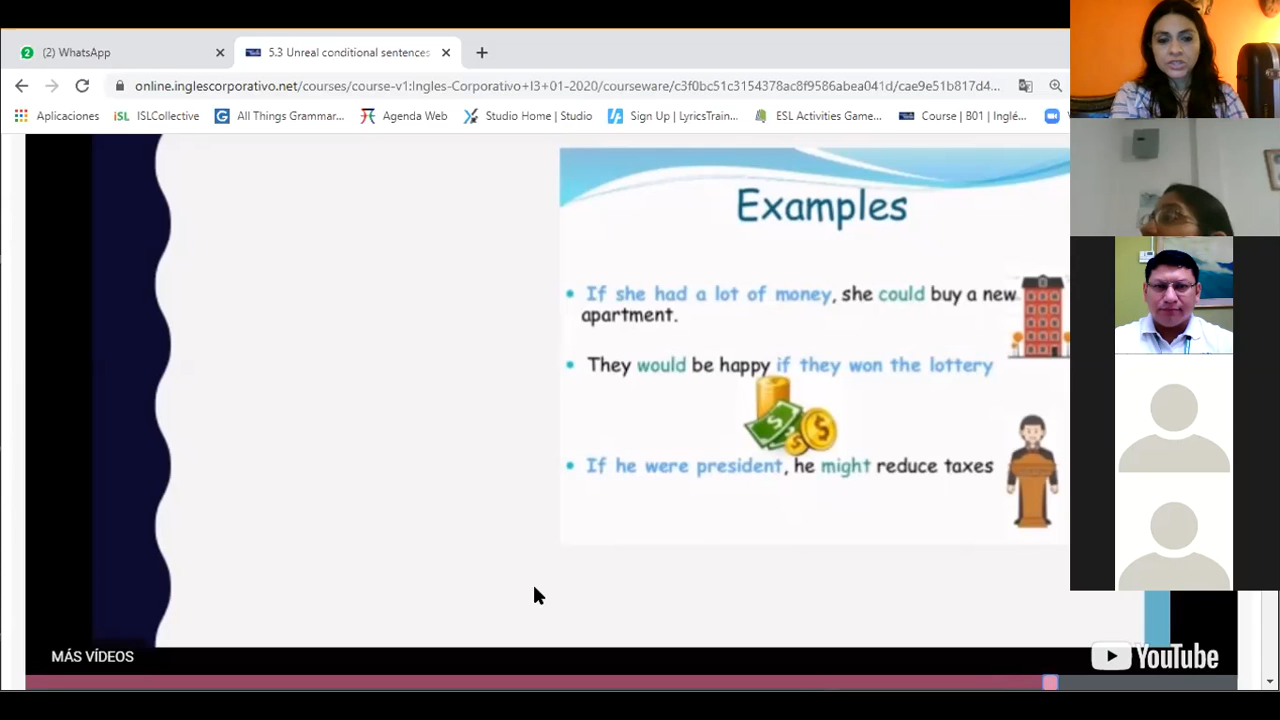 (2) WhatsApp
5.3 Unreal conditional sentences
online.inglescorporativo.net/courses/course-v1:Ingles-Corporativo+I3+01-2020/courseware/c3f0bc51c3154378ac8f9586abea041d/cae9e51b817d4...
Aplicaciones iSL ISLCollective G All Things Grammar... Agenda Web Studio Home | Studio Sign Up | LyricsTrain... ESL Activities Game... Course | B01 | Inglé...
Examples
• If she had a lot of money, she could buy a new
apartment.
• They would be happy if they won the lottery
• If he were president, he might reduce taxes
MÁS VÍDEOS
YouTube